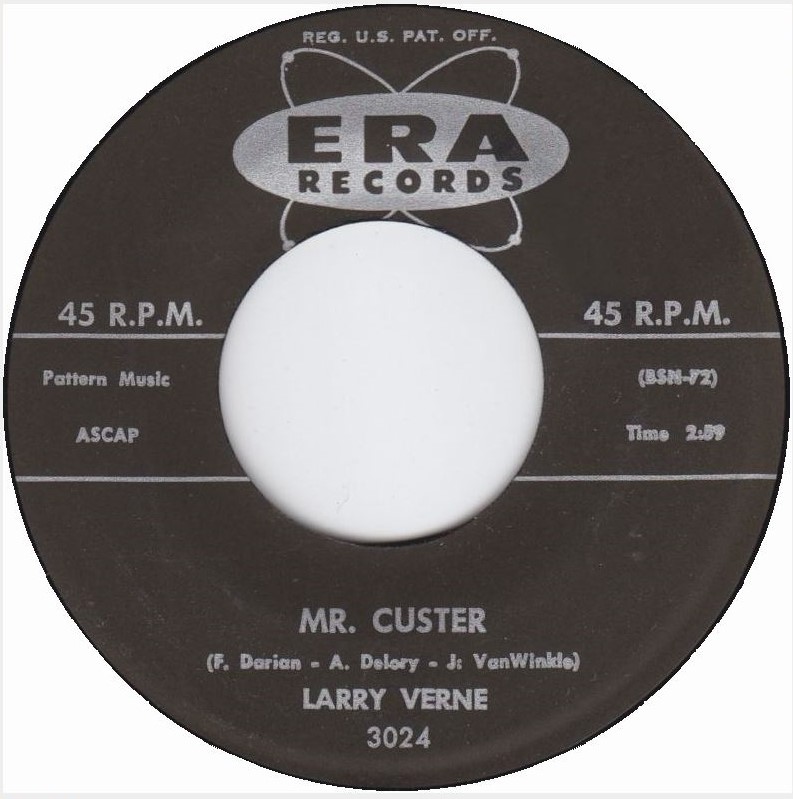 REG. U.S. PAT. OFF.
ERA
RECORDS
45 R.P.M.
45 R.P.M.
Pattern Music
(BSN-72)
ASCAP
Time 2:59
MR. CUSTER
(F. Darian - A. Delory - J: VanWinkle)
LARRY VERNE
3024